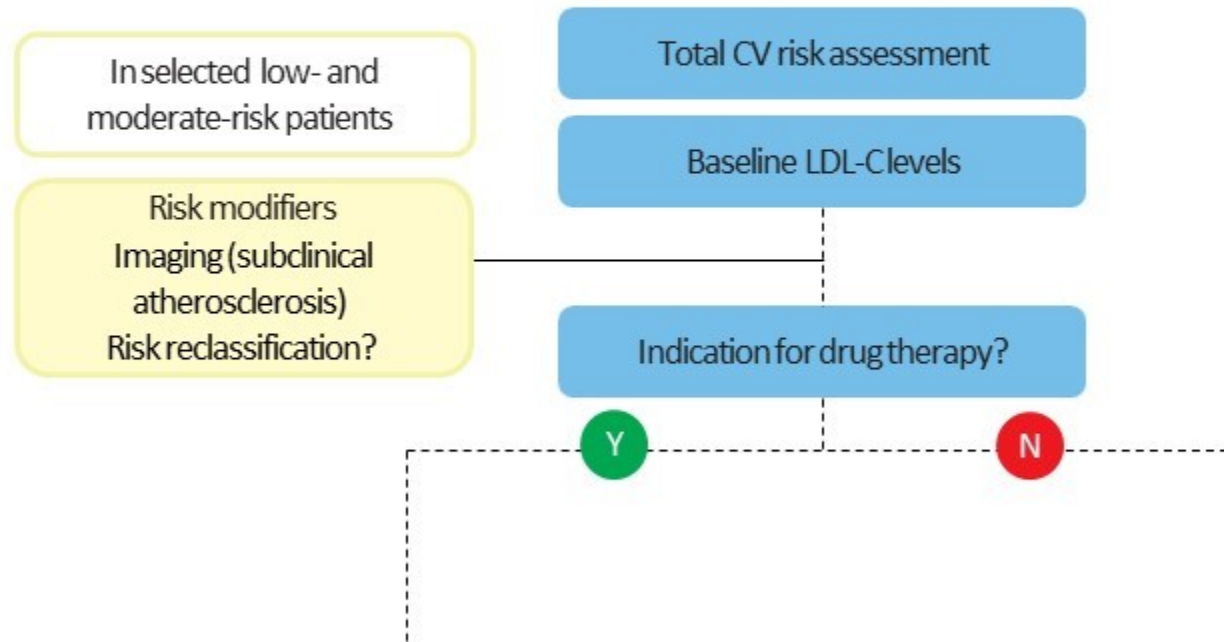 In selected low- and
moderate-risk patients
Total CV risk assessment
Baseline LDL-C levels
Risk modifiers
Imaging (subclinical
atherosclerosis)
Risk reclassification?
Indication for drug therapy?
Y
N